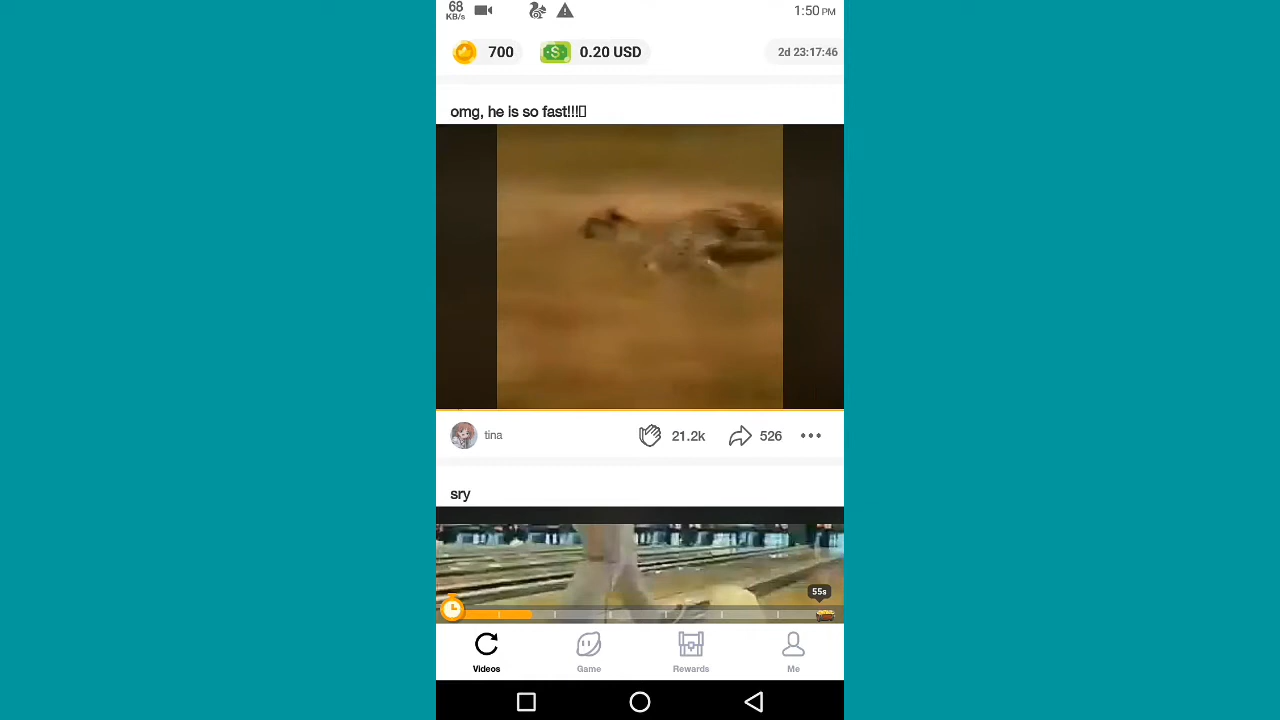 68
KB/s
1:50 PM
700
0.20 USD
2d 23:17:46
omg, he is so fast!!!
tina
21.2k
526
sry
55s
Videos
Game
Rewards
Me